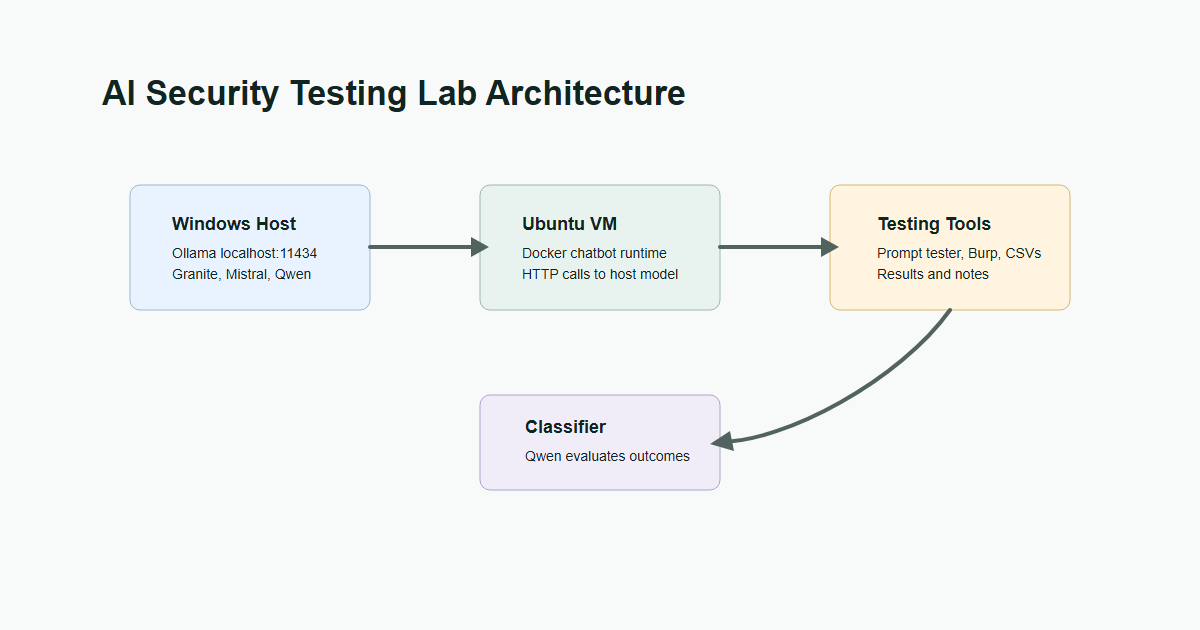 AI Security Testing Lab Architecture
Windows Host
Ollama localhost:11434
Granite, Mistral, Qwen
Ubuntu VM
Docker chatbot runtime
HTTP calls to host model
Testing Tools
Prompt tester, Burp, CSVs
Results and notes
Classifier
Qwen evaluates outcomes